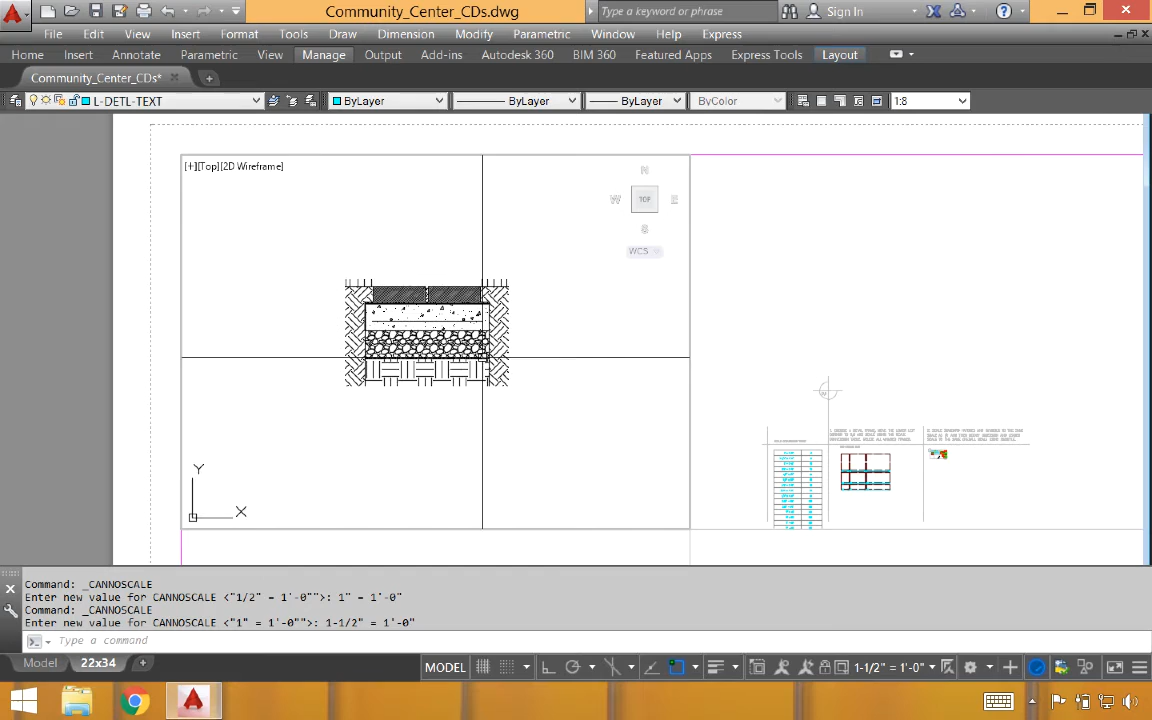 Community_Center_CDs.dwg
Type a keyword or phrase
Sign In
File Edit View Insert Format Tools Draw Dimension Modify Parametric Window Help Express
Home Insert Annotate Parametric View Manage Output Add-ins Autodesk 360 BIM 360 Featured Apps Express Tools Layout
Community_Center_CDs*
L-DETL-TEXT ByLayer ByLayer ByLayer ByColor 1:8
[+][Top][2D Wireframe]
N
W TOP E
S
WCS
Y
X
Command: _CANNOSCALE
Enter new value for CANNOSCALE <"1/2" = 1'-0"">: 1" = 1'-0"
Command: _CANNOSCALE
Enter new value for CANNOSCALE <"1" = 1'-0"">: 1-1/2" = 1'-0"
Type a command
Model 22x34
MODEL 1-1/2" = 1'-0"